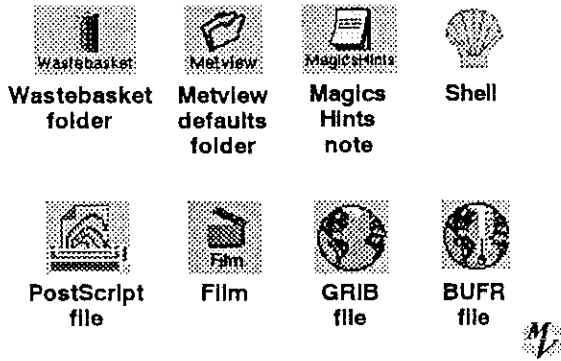 Wastebasket
Metview
MagicsHints
Wastebasket
folder
Metview
defaults
folder
Magics
Hints
note
Shell
Film
PostScript
file
Film
GRIB
file
BUFR
file
MV